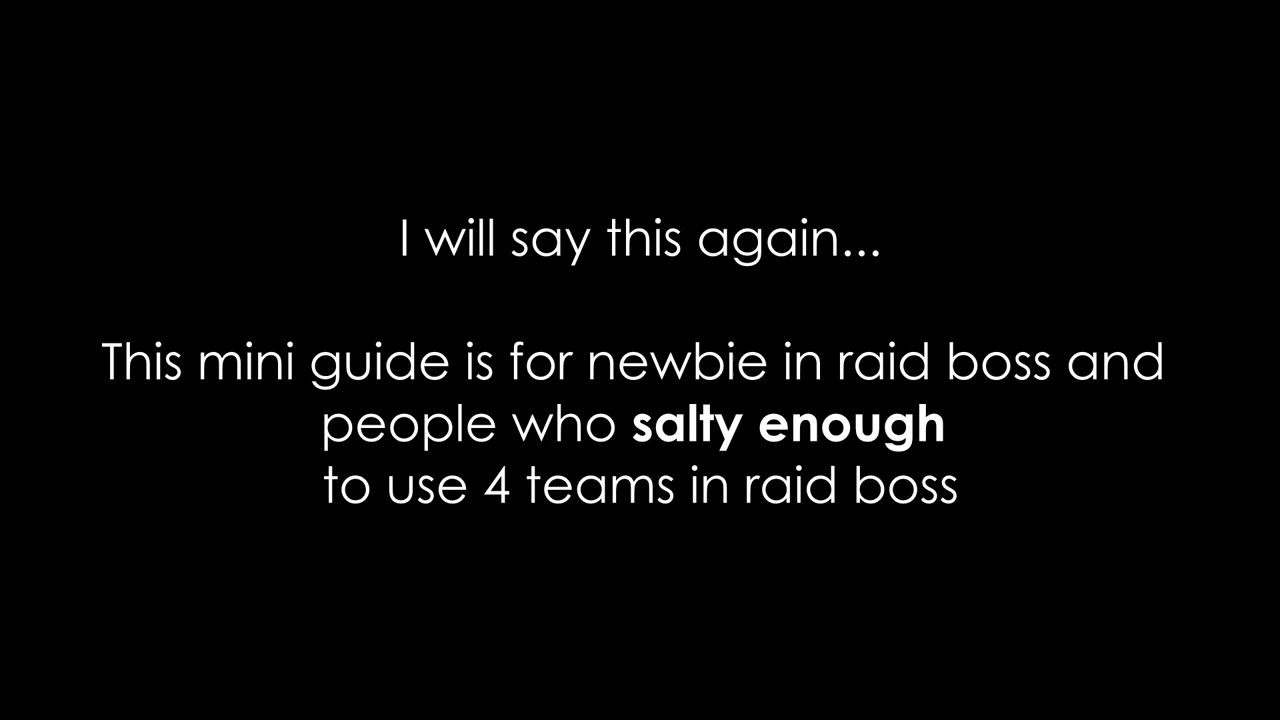 I will say this again...
This mini guide is for newbie in raid boss and
people who salty enough
to use 4 teams in raid boss